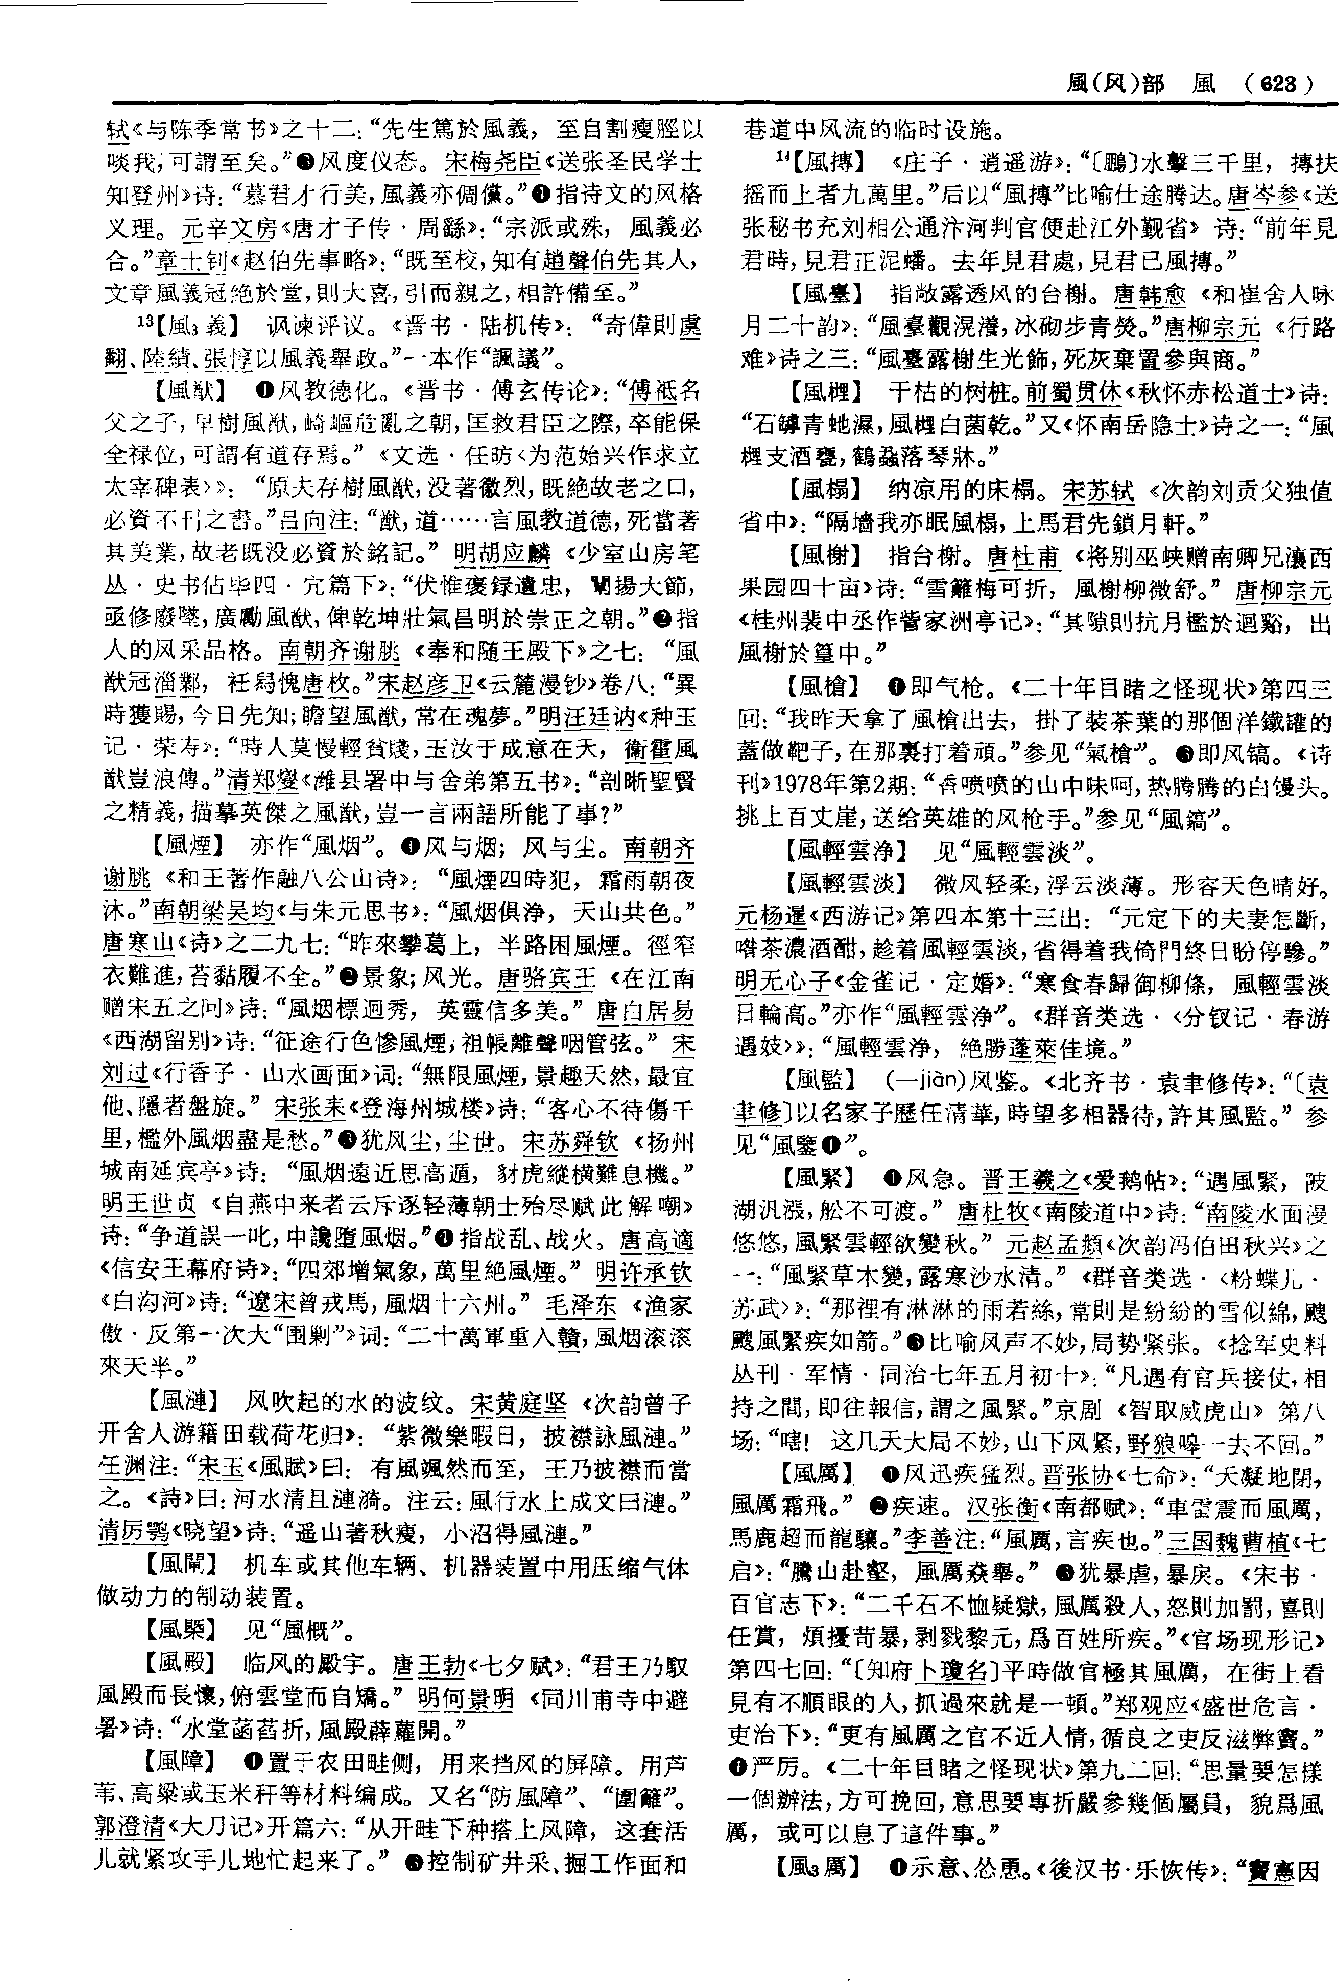 風(风)部 風 (623)
轼《与陈季常书》之十二：“先生篤於風義，至自割瘦脛以
啖我，可謂至矣。”❸风度仪态。宋梅尧臣《送张圣民学士
知登州》诗：“慕君才行美，風義亦倜儻。”❹指诗文的风格
义理。元辛文房《唐才子传·周繇》：“宗派或殊，風義必
合。”章士钊《赵伯先事略》：“既至校，知有趙聲伯先其人，
文章風義冠绝於堂，則大喜，引而親之，相許備至。”
13【風3義】 讽谏评议。《晋书·陆机传》：“奇偉則虞
翻、陸績、張惇以風義舉政。”一本作“諷議”。
【風猷】 ❶风教德化。《晋书·傅玄传论》：“傅祗名
父之子，早樹風猷，崎嶇危亂之朝，匡救君臣之際，卒能保
全禄位，可謂有道存焉。”《文选·任昉〈为范始兴作求立
太宰碑表〉》：“原夫存樹風猷，没著徽烈，既絶故老之口，
必資不刊之書。”吕向注：“猷，道……言風教道德，死當著
其美業，故老既没必資於銘記。”明胡应麟《少室山房笔
丛·史书佔毕四·冗篇下》：“伏惟褒録遺忠，闡揚大節，
亟修廢墜，廣勵風猷，俾乾坤壯氣昌明於崇正之朝。”❷指
人的风采品格。南朝齐谢朓《奉和随王殿下》之七：“風
猷冠淄鄴，衽舄愧唐枚。”宋赵彦卫《云麓漫钞》卷八：“異
時獲賜，今日先知；瞻望風猷，常在魂夢。”明汪廷讷《种玉
记·荣寿》：“時人莫慢輕貧賤，玉汝于成意在天，衛霍風
猷豈浪傳。”清郑燮《潍县署中与舍弟第五书》：“剖晰聖賢
之精義，描摹英傑之風猷，豈一言兩語所能了事？”
【風煙】 亦作“風烟”。❶风与烟；风与尘。南朝齐
谢朓《和王著作融八公山诗》：“風煙四時犯，霜雨朝夜
沐。”南朝梁吴均《与朱元思书》：“風烟俱净，天山共色。”
唐寒山《诗》之二九七：“昨來攀葛上，半路困風煙。徑窄
衣難進，苔黏履不全。”❷景象；风光。唐骆宾王《在江南
赠宋五之问》诗：“風烟標迥秀，英靈信多美。”唐白居易
《西湖留别》诗：“征途行色惨風煙，祖帳離聲咽管弦。”宋
刘过《行香子·山水画面》词：“無限風煙，景趣天然，最宜
他、隱者盤旋。”宋张耒《登海州城楼》诗：“客心不待傷千
里，檻外風烟盡是愁。”❸犹风尘，尘世。宋苏舜钦《扬州
城南延宾亭》诗：“風烟遠近思高遁，豺虎縱横難息機。”
明王世贞《自燕中来者云斥逐轻薄朝士殆尽赋此解嘲》
诗：“争道誤一叱，中讒墮風烟。”❹指战乱、战火。唐高適
《信安王幕府诗》：“四郊增氣象，萬里絶風煙。”明许承钦
《白沟河》诗：“遼宋曾戎馬，風烟十六州。”毛泽东《渔家
傲·反第一次大“围剿”》词：“二十萬軍重入贛，風烟滚滚
來天半。”
【風漣】 风吹起的水的波纹。宋黄庭坚《次韵曾子
开舍人游籍田载荷花归》：“紫微樂暇日，披襟詠風漣。”
任渊注：“宋玉《風賦》曰：有風颯然而至，王乃披襟而當
之。《詩》曰：河水清且漣漪。注云：風行水上成文曰漣。”
清厉鹗《晓望》诗：“遥山著秋瘦，小沼得風漣。”
【風閘】 机车或其他车辆、机器装置中用压缩气体
做动力的制动装置。
【風槩】 见“風概”。
【風殿】 临风的殿宇。唐王勃《七夕赋》：“君王乃馭
風殿而長懷，俯雲堂而自矯。”明何景明《同川甫寺中避
暑》诗：“水堂菡萏折，風殿薜蘿開。”
【風障】 ❶置于农田畦侧，用来挡风的屏障。用芦
苇、高粱或玉米秆等材料编成。又名“防風障”、“圍籬”。
郭澄清《大刀记》开篇六：“从开畦下种搭上风障，这套活
儿就紧攻手儿地忙起来了。”❷控制矿井采、掘工作面和
巷道中风流的临时设施。
14【風搏】 《庄子·逍遥游》：“〔鵬〕水擊三千里，搏扶
摇而上者九萬里。”后以“風搏”比喻仕途腾达。唐岑参《送
张秘书充刘相公通汴河判官便赴江外觐省》诗：“前年見
君時，見君正泥蟠。去年見君處，見君已風搏。”
【風臺】 指敞露透风的台榭。唐韩愈《和崔舍人咏
月二十韵》：“風臺觀滉瀁，冰砌步青熒。”唐柳宗元《行路
难》诗之三：“風臺露榭生光飾，死灰棄置參與商。”
【風檉】 干枯的树桩。前蜀贯休《秋怀赤松道士》诗：
“石罅青虵濕，風檉白菌乾。”又《怀南岳隐士》诗之一：“風
檉支酒甕，鶴蝨落琴牀。”
【風榻】 纳凉用的床榻。宋苏轼《次韵刘贡父独值
省中》：“隔墙我亦眠風榻，上馬君先鎖月軒。”
【風榭】 指台榭。唐杜甫《将别巫峡赠南卿兄瀼西
果园四十亩》诗：“雪籬梅可折，風榭柳微舒。”唐柳宗元
《桂州裴中丞作訾家洲亭记》：“其隙則抗月檻於迴谿，出
風榭於篁中。”
【風槍】 ❶即气枪。《二十年目睹之怪现状》第四三
回：“我昨天拿了風槍出去，掛了裝茶葉的那個洋鐵罐的
蓋做靶子，在那裏打着頑。”参见“氣槍”。❷即风镐。《诗
刊》1978年第2期：“香喷喷的山中味呵，热腾腾的白馒头。
挑上百丈崖，送给英雄的风枪手。”参见“風鎬”。
【風輕雲净】 见“風輕雲淡”。
【風輕雲淡】 微风轻柔，浮云淡薄。形容天色晴好。
元杨暹《西游记》第四本第十三出：“元定下的夫妻怎斷，
喒茶濃酒酣，趁着風輕雲淡，省得着我倚門終日盼停驂。”
明无心子《金雀记·定婚》：“寒食春歸御柳條，風輕雲淡
日輪高。”亦作“風輕雲净”。《群音类选·〈分钗记·春游
遇妓〉》：“風輕雲净，絶勝蓬萊佳境。”
【風監】 (—jiàn)风鉴。《北齐书·袁聿修传》：“〔袁
聿修〕以名家子歷任清華，時望多相器待，許其風監。”参
见“風鑒❶”。
【風緊】 ❶风急。晋王羲之《爱鹅帖》：“遇風緊，陂
湖汎漲，舩不可渡。”唐杜牧《南陵道中》诗：“南陵水面漫
悠悠，風緊雲輕欲變秋。”元赵孟頫《次韵冯伯田秋兴》之
一：“風緊草木變，露寒沙水清。”《群音类选·〈粉蝶儿·
苏武〉》：“那裡有淋淋的雨若絲，常則是紛紛的雪似綿，颼
颼風緊疾如箭。”❷比喻风声不妙，局势紧张。《捻军史料
丛刊·军情·同治七年五月初十》：“凡遇有官兵接仗，相
持之間，即往報信，謂之風緊。”京剧《智取威虎山》第八
场：“嗐！这几天大局不妙，山下风紧，野狼嗥一去不回。”
【風厲】 ❶风迅疾猛烈。晋张协《七命》：“天凝地閉，
風厲霜飛。”❷疾速。汉张衡《南都赋》：“車雷震而風厲，
馬鹿超而龍驤。”李善注：“風厲，言疾也。”三国魏曹植《七
启》：“騰山赴壑，風厲猋舉。”❸犹暴虐，暴戾。《宋书·
百官志下》：“二千石不恤疑獄，風厲殺人，怒則加罰，喜則
任賞，煩擾苛暴，剥戮黎元，爲百姓所疾。”《官场现形记》
第四七回：“〔知府卜瓊名〕平時做官極其風厲，在街上看
見有不順眼的人，抓過來就是一頓。”郑观应《盛世危言·
吏治下》：“更有風厲之官不近人情，循良之吏反滋弊竇。”
❹严厉。《二十年目睹之怪现状》第九二回：“思量要怎樣
一個辦法，方可挽回，意思要專折嚴參幾個屬員，貌爲風
厲，或可以息了這件事。”
【風3厲】 ❶示意、怂恿。《後汉书·乐恢传》：“竇憲因